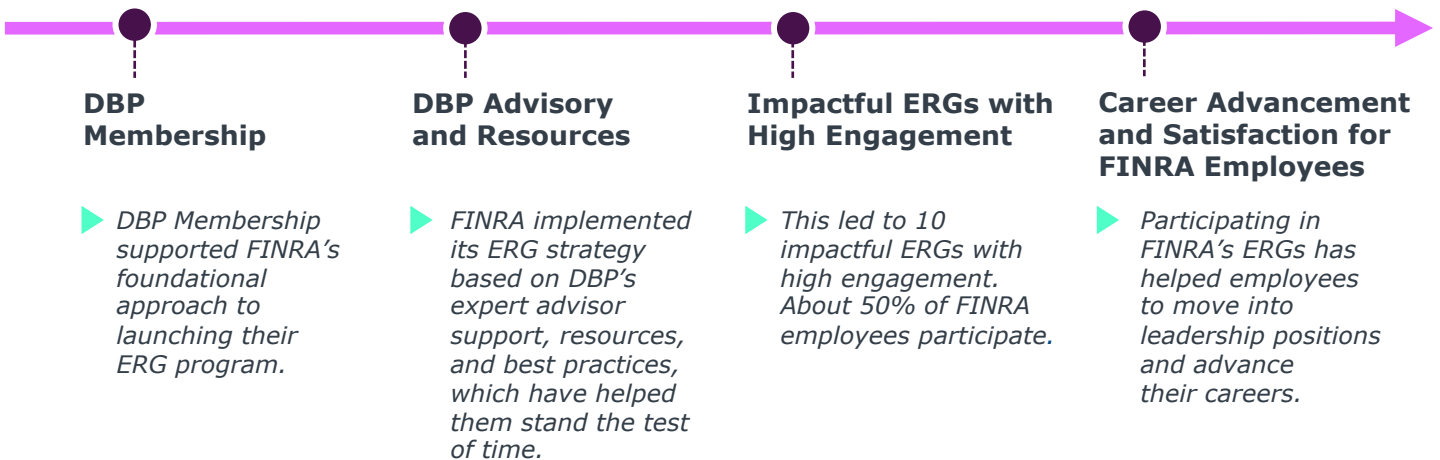 DBP
Membership
DBP Membership
supported FINRA’s
foundational
approach to
launching their
ERG program.
DBP Advisory
and Resources
FINRA implemented
its ERG strategy
based on DBP’s
expert advisor
support, resources,
and best practices,
which have helped
them stand the test
of time.
Impactful ERGs with
High Engagement
This led to 10
impactful ERGs with
high engagement.
About 50% of FINRA
employees participate.
Career Advancement
and Satisfaction for
FINRA Employees
Participating in
FINRA’s ERGs has
helped employees
to move into
leadership positions
and advance
their careers.